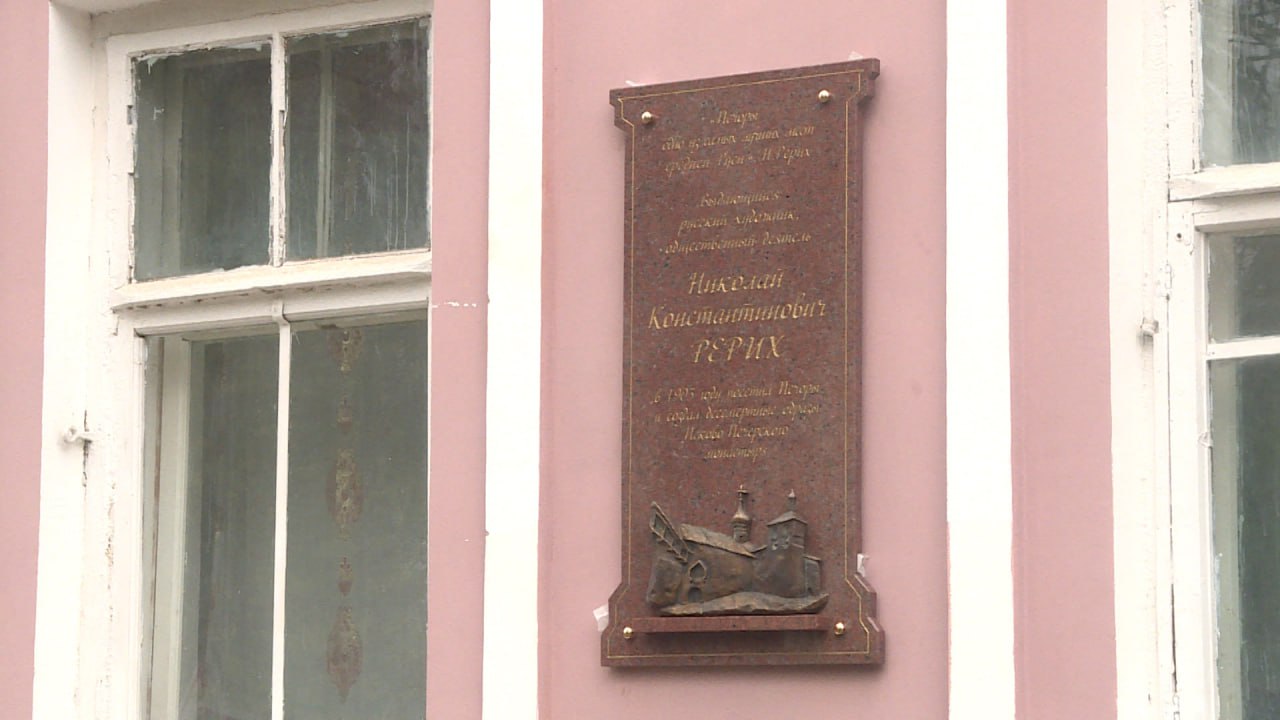 «Печоры
одно из самых лучших мест
средней Руси». Н. Рерих
Выдающийся
русский художник,
общественный деятель
Николай
Константинович
РЕРИХ
в 1903 году посетил Печоры
и создал бессмертные образы
Псково-Печерского
монастыря